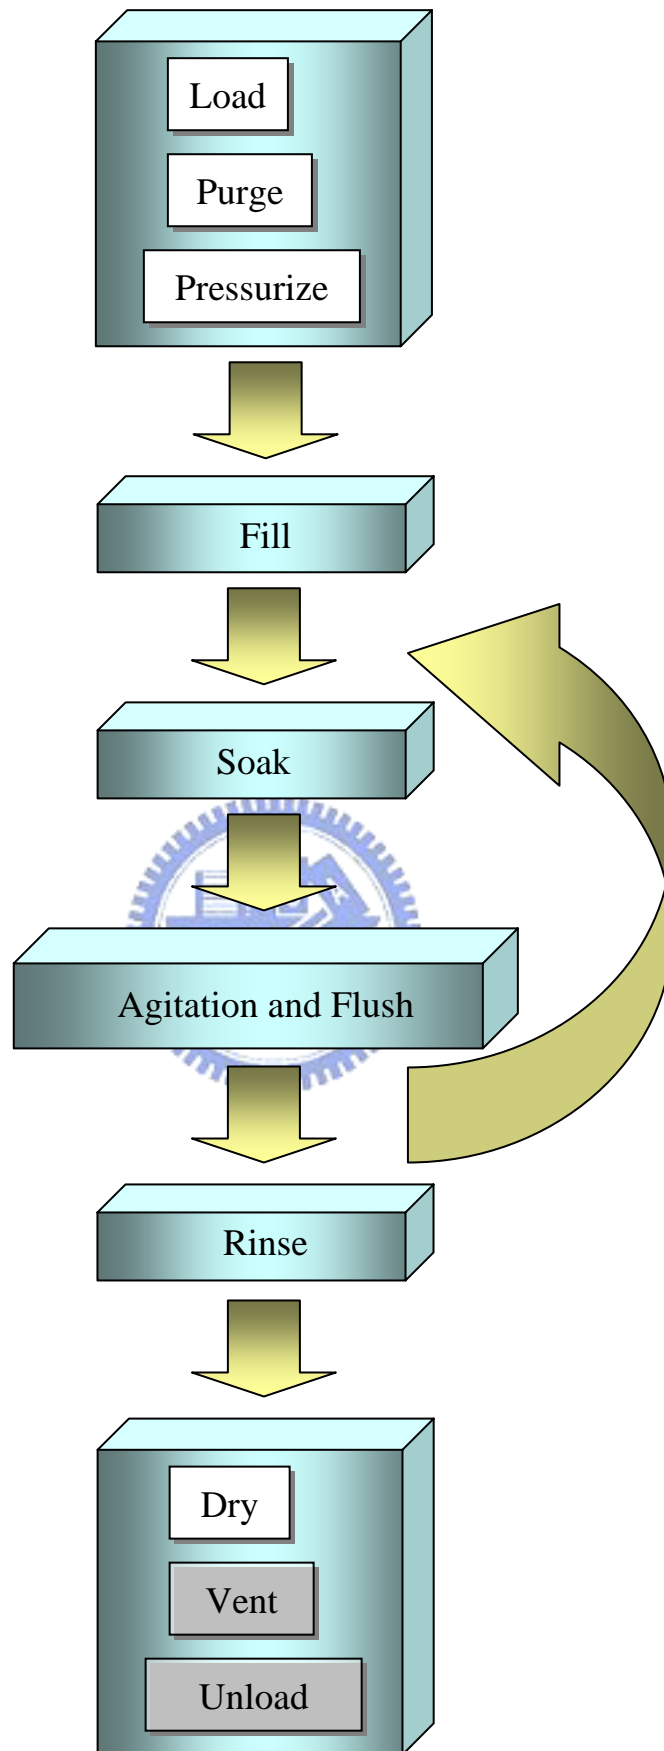 Load
Purge
Pressurize
Fill
Soak
Agitation and Flush
Rinse
Dry
Vent
Unload